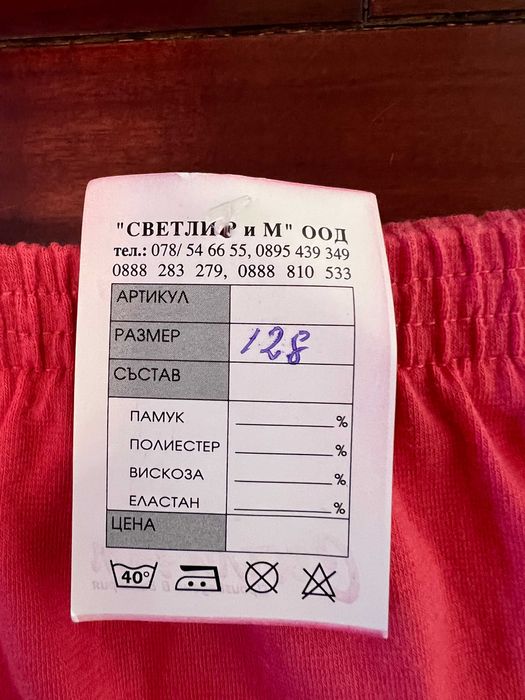 "СВЕТЛИР и М" ООД
тел.: 078/ 54 66 55, 0895 439 349
0888 283 279, 0888 810 533
АРТИКУЛ
РАЗМЕР 128
СЪСТАВ
ПАМУК %
ПОЛИЕСТЕР %
ВИСКОЗА %
ЕЛАСТАН %
ЦЕНА
40°